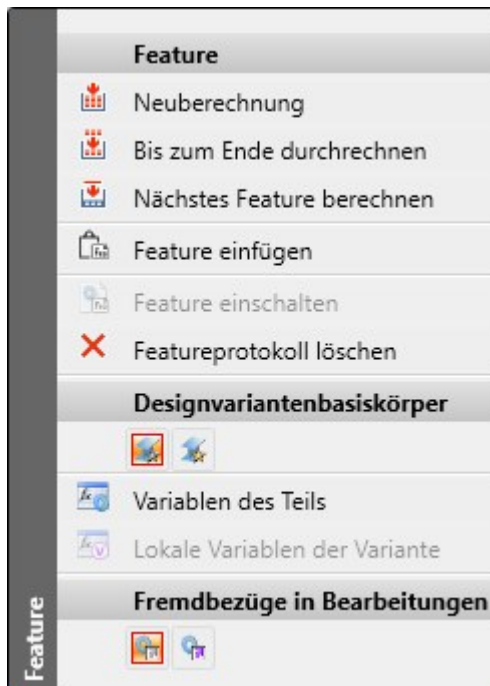 Feature
Neuberechnung
Bis zum Ende durchrechnen
Nächstes Feature berechnen
Feature einfügen
Feature einschalten
Featureprotokoll löschen
Designvariantenbasiskörper
Variablen des Teils
Lokale Variablen der Variante
Fremdbezüge in Bearbeitungen
Feature